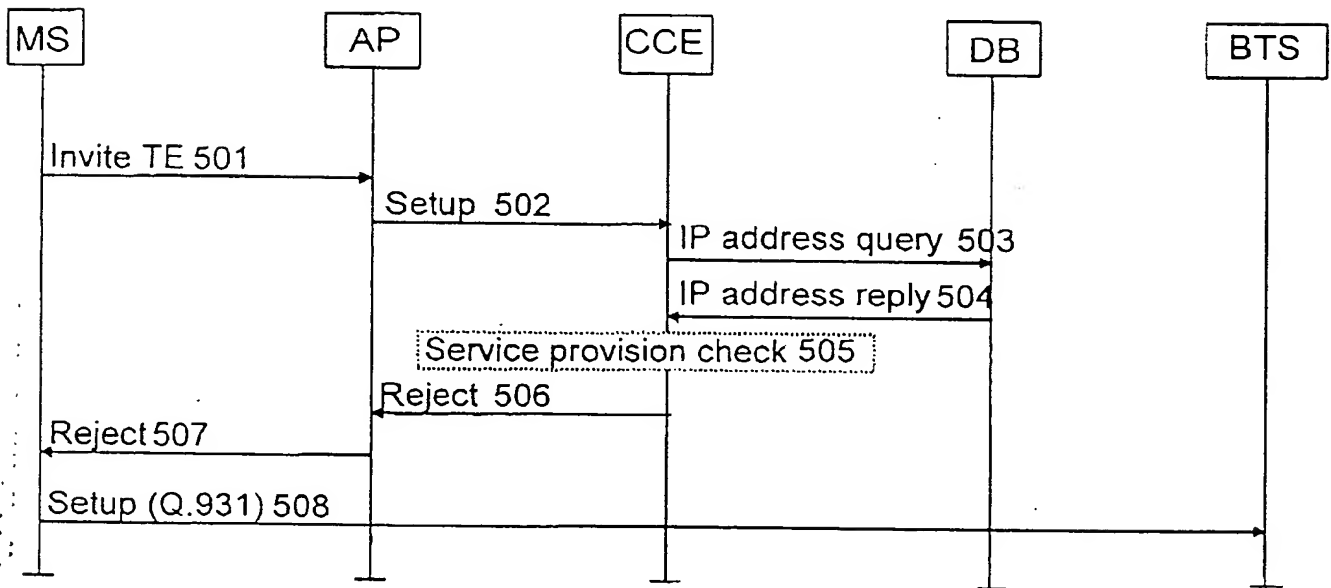 MS
AP
CCE
DB
BTS
Invite TE 501
Setup 502
IP address query 503
IP address reply 504
Service provision check 505
Reject 506
Reject 507
Setup (Q.931) 508